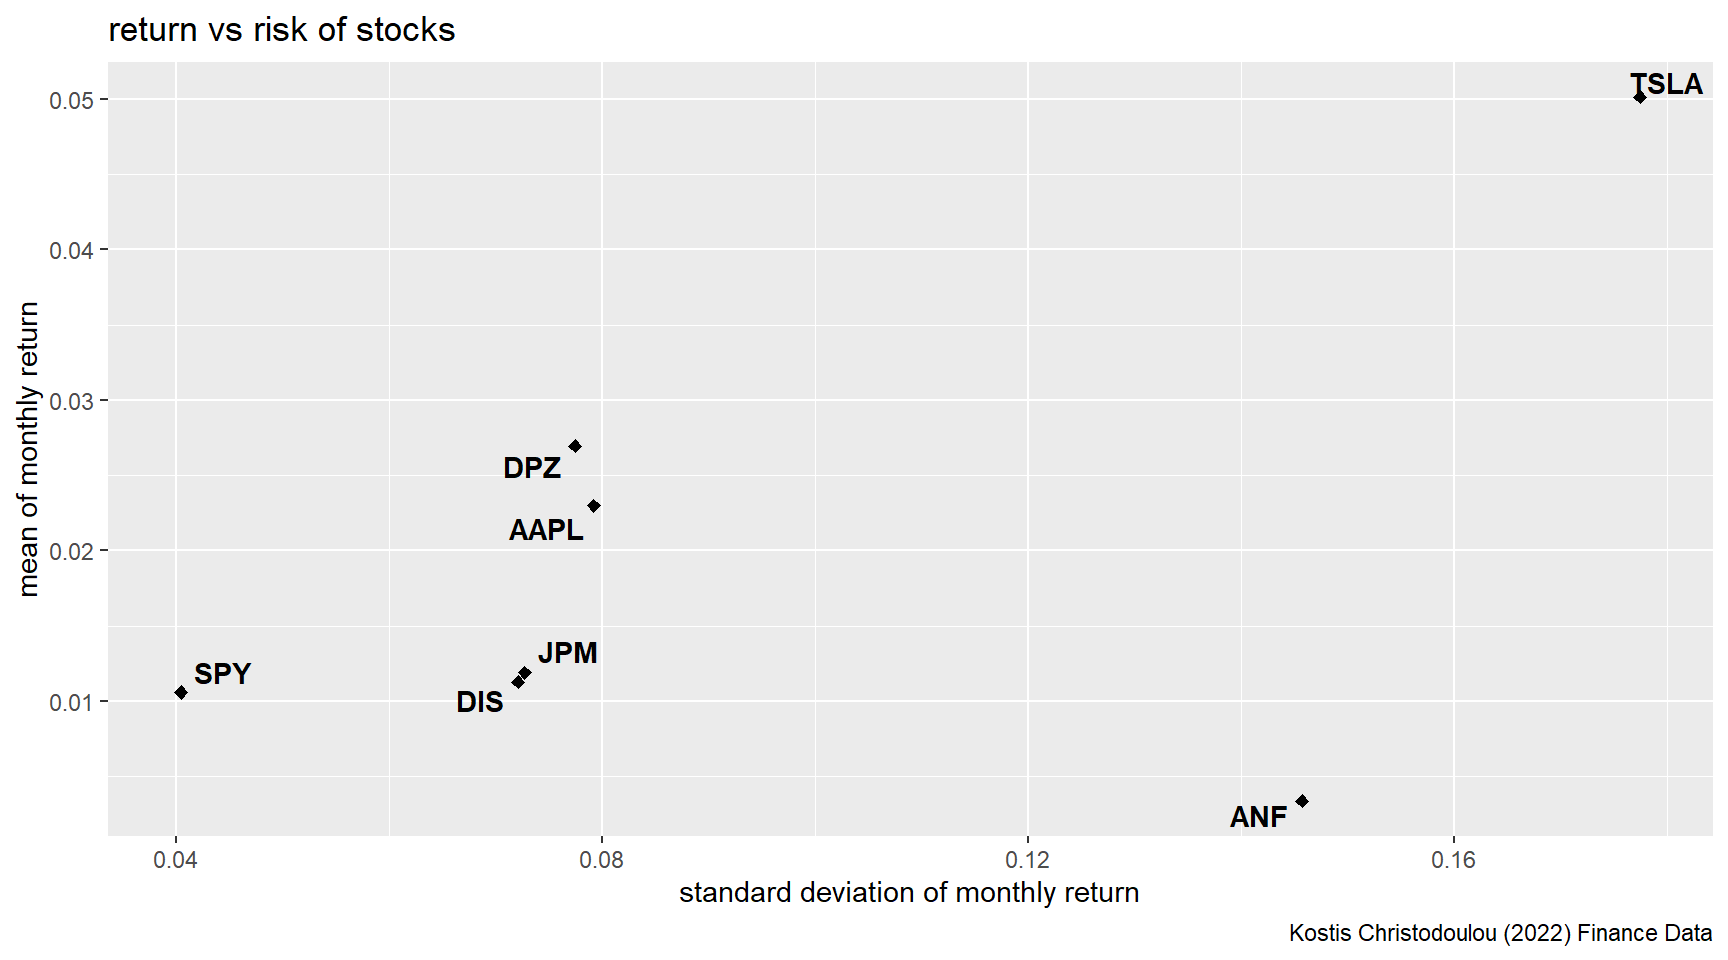 return vs risk of stocks
mean of monthly return
0.05
0.04
0.03
0.02
0.01
TSLA
DPZ
AAPL
JPM
SPY
DIS
ANF
0.04 0.08 0.12 0.16
standard deviation of monthly return
Kostis Christodoulou (2022) Finance Data